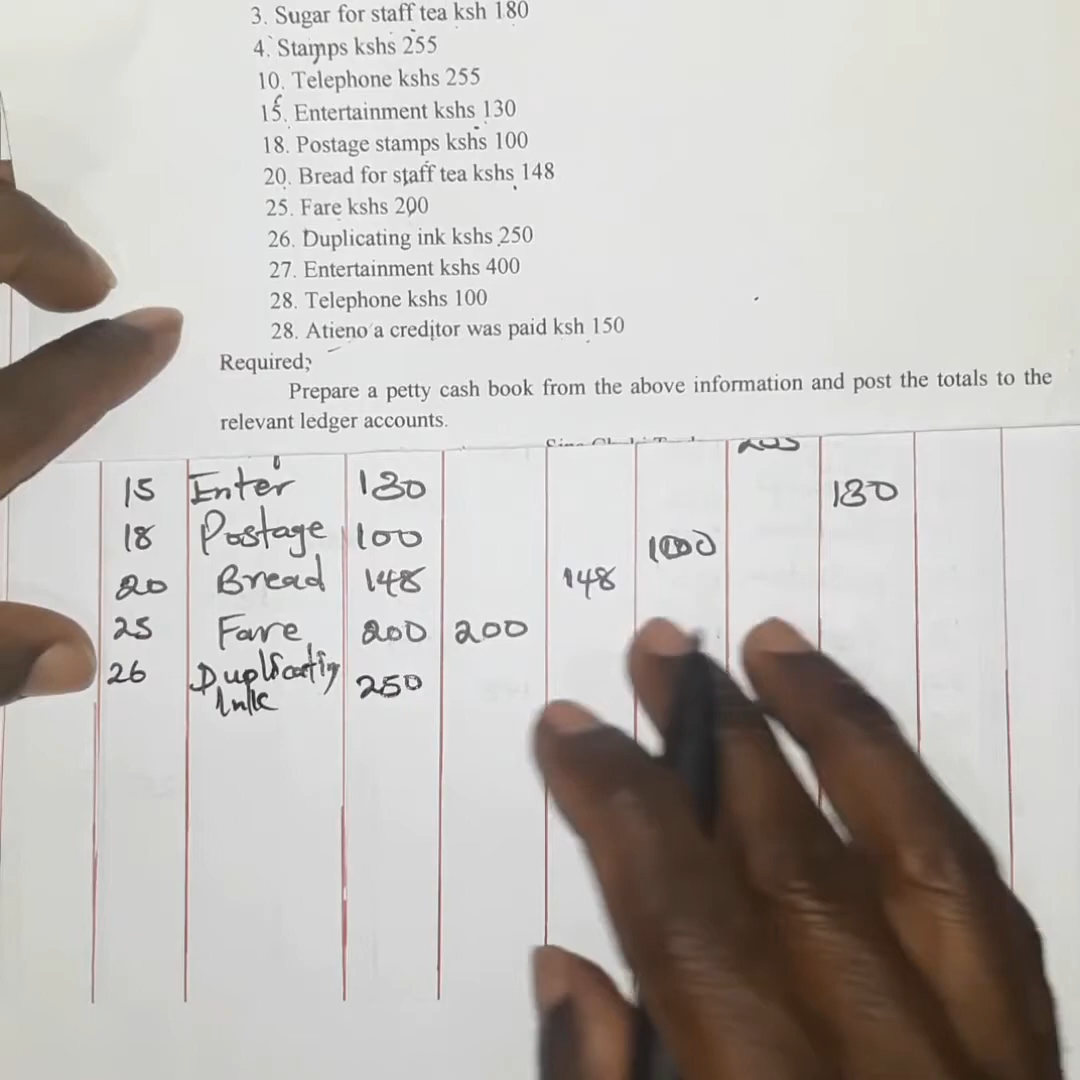 3. Sugar for staff tea ksh 180
4. Stamps kshs 255
10. Telephone kshs 255
15. Entertainment kshs 130
18. Postage stamps kshs 100
20. Bread for staff tea kshs 148
25. Fare kshs 200
26. Duplicating ink kshs 250
27. Entertainment kshs 400
28. Telephone kshs 100
28. Atieno a creditor was paid ksh 150
Required;
Prepare a petty cash book from the above information and post the totals to the
relevant ledger accounts.
15 Enter 130 130
18 Postage 100 100
20 Bread 148 148
25 Fare 200 200
26 Duplicating
Ink 250